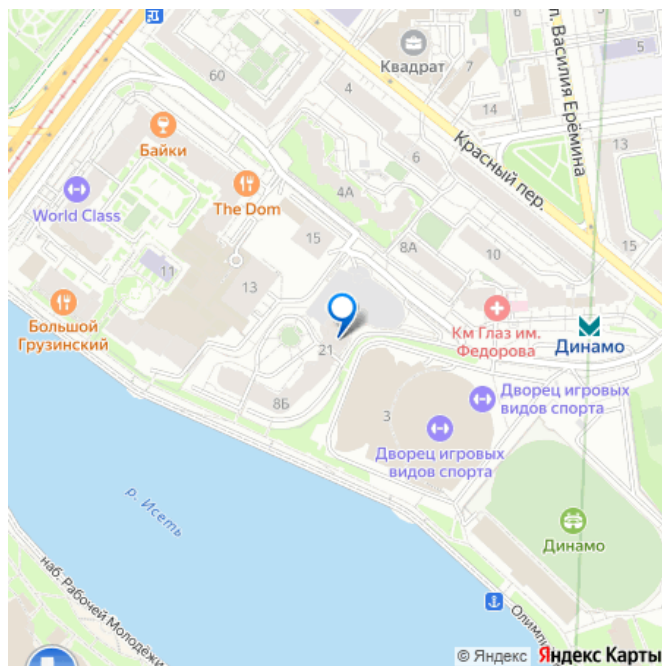 60
4
Квадрат
7
5
ул. Василия Ерёмина
14
13
Красный пер.
Байки
6
World Class
The Dom
4А
15
8А
10
15
11
13
Большой
Грузинский
Км Глаз им.
Федорова
Динамо
21
8Б
3
Дворец игровых
видов спорта
Дворец игровых
видов спорта
р. Исеть
Динамо
наб. Рабочей Молодёжи
© Яндекс Яндекс Карты